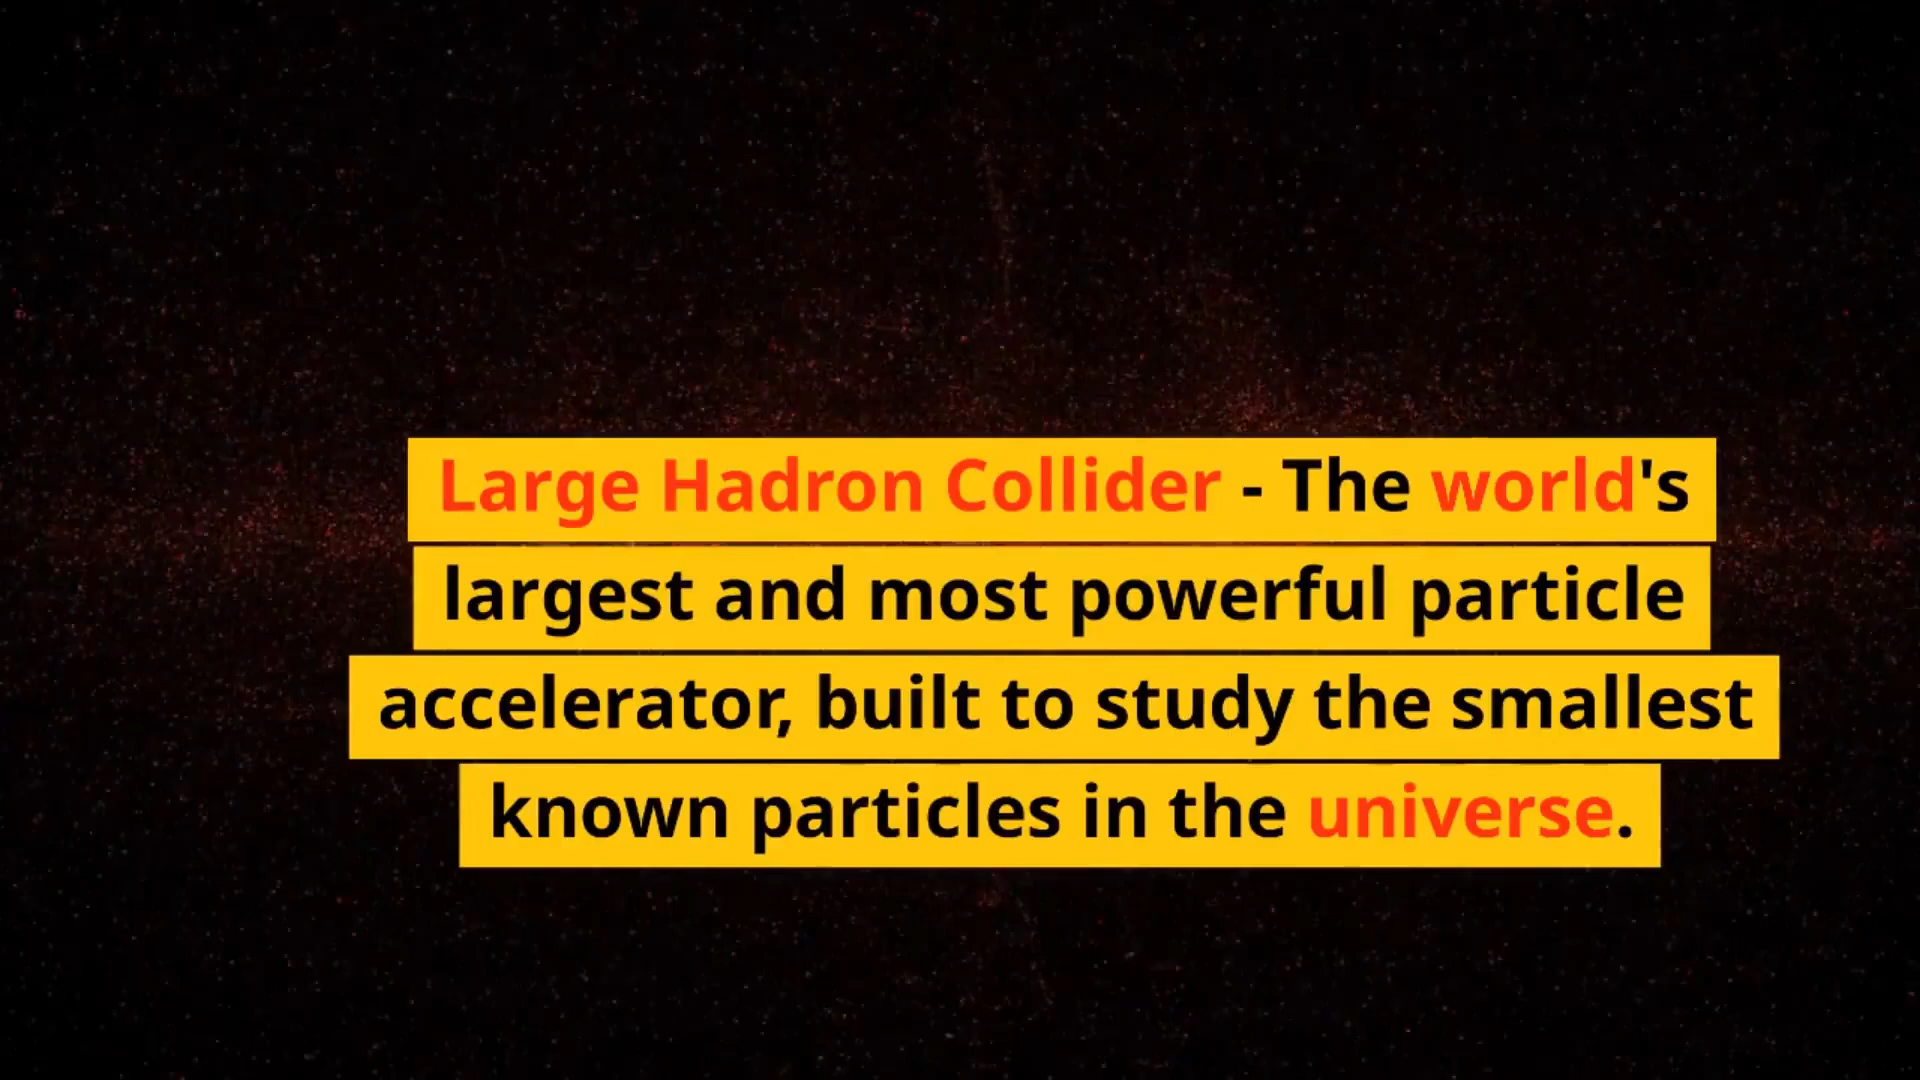 Large Hadron Collider - The world's
largest and most powerful particle
accelerator, built to study the smallest
known particles in the universe.